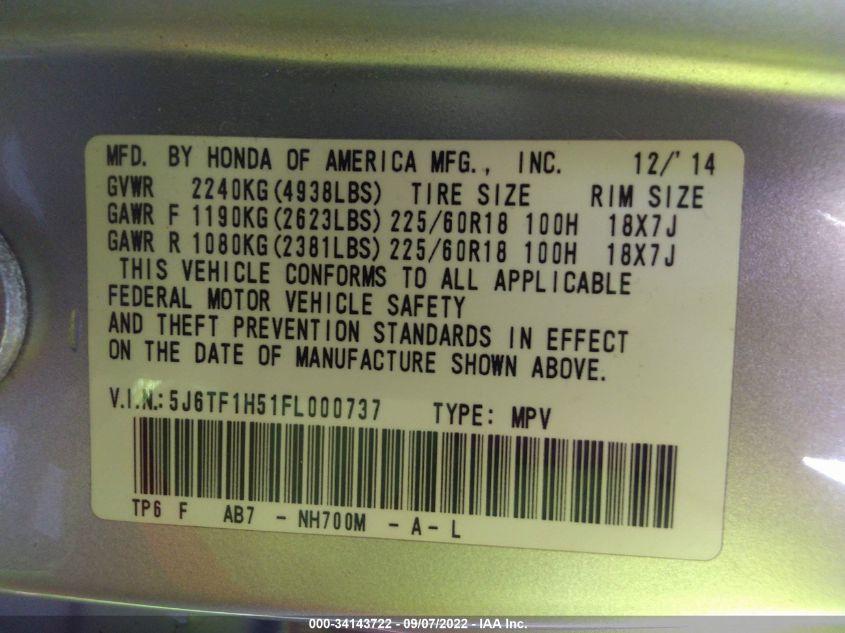 MFD. BY HONDA OF AMERICA MFG., INC. 12/'14
GVWR 2240KG(4938LBS) TIRE SIZE RIM SIZE
GAWR F 1190KG(2623LBS) 225/60R18 100H 18X7J
GAWR R 1080KG(2381LBS) 225/60R18 100H 18X7J
THIS VEHICLE CONFORMS TO ALL APPLICABLE
FEDERAL MOTOR VEHICLE SAFETY
AND THEFT PREVENTION STANDARDS IN EFFECT
ON THE DATE OF MANUFACTURE SHOWN ABOVE.
V.I.N.: 5J6TF1H51FL000737 TYPE: MPV
TP6 F AB7 - NH700M - A - L
000-34143722 - 09/07/2022 - IAA Inc.